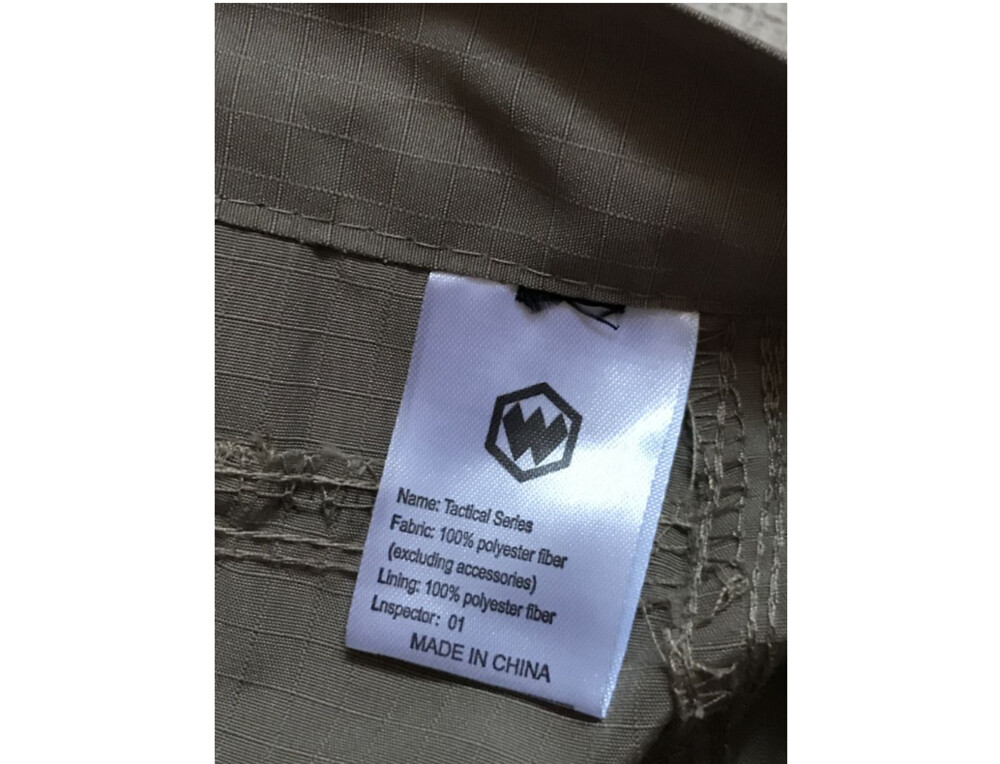 W
Name: Tactical Series
Fabric: 100% polyester fiber
(excluding accessories)
Lining: 100% polyester fiber
Lnspector: 01
MADE IN CHINA